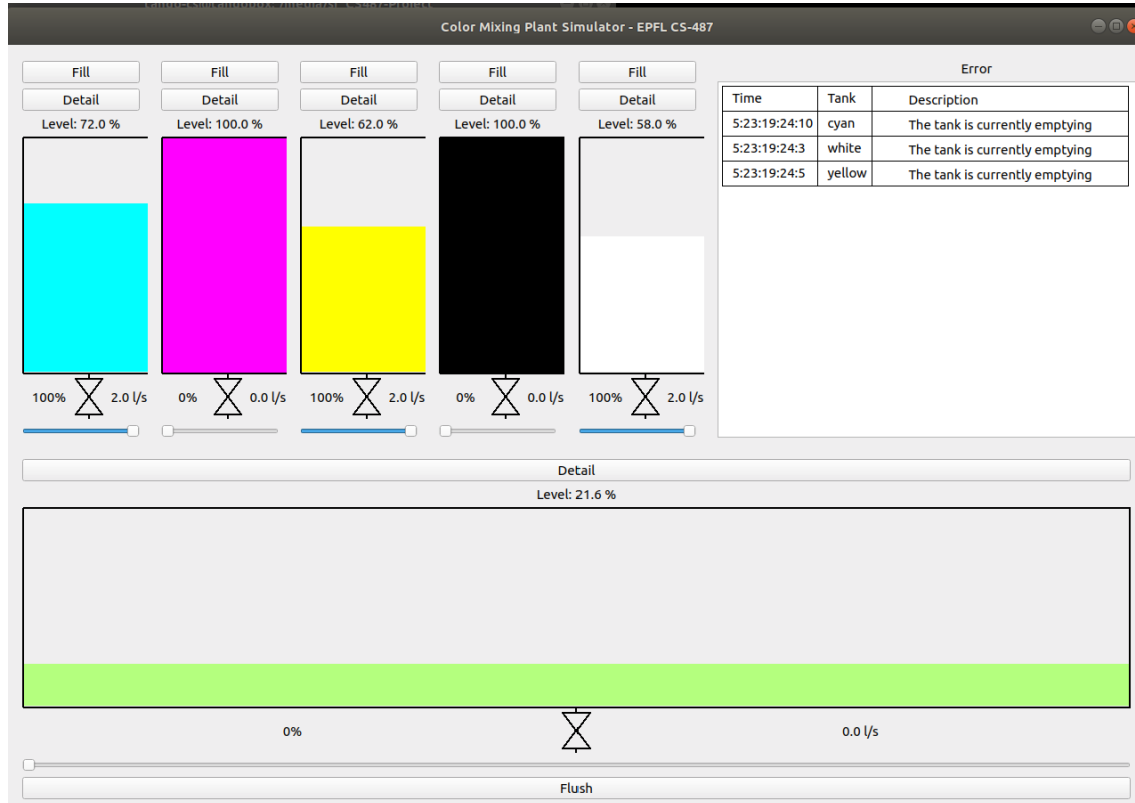 Color Mixing Plant Simulator - EPFL CS-487
Fill Fill Fill Fill Fill Error
Detail Detail Detail Detail Detail
Level: 72.0 % Level: 100.0 % Level: 62.0 % Level: 100.0 % Level: 58.0 %
Time Tank Description
5:23:19:24:10 cyan The tank is currently emptying
5:23:19:24:3 white The tank is currently emptying
5:23:19:24:5 yellow The tank is currently emptying
100% 2.0 l/s 0% 0.0 l/s 100% 2.0 l/s 0% 0.0 l/s 100% 2.0 l/s
Detail
Level: 21.6 %
0% 0.0 l/s
Flush